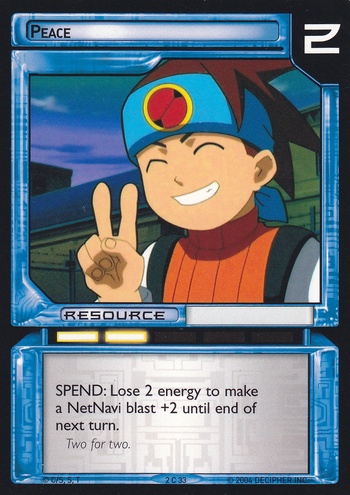 PEACE
2
RESOURCE
SPEND: Lose 2 energy to make
a NetNavi blast +2 until end of
next turn.
Two for two.
2 C 33
© 2004 DECIPHER INC.